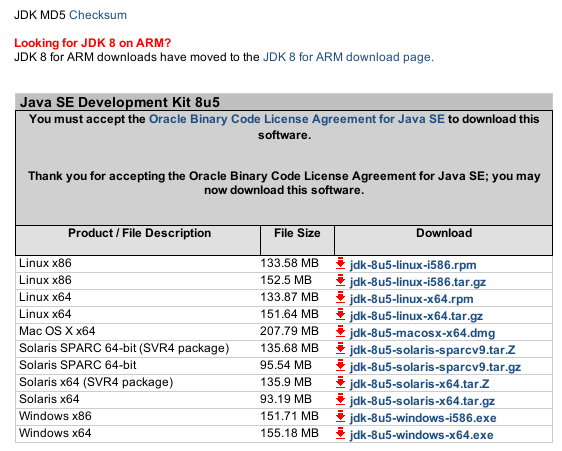 JDK MD5 Checksum
Looking for JDK 8 on ARM?
JDK 8 for ARM downloads have moved to the JDK 8 for ARM download page.
Java SE Development Kit 8u5
You must accept the Oracle Binary Code License Agreement for Java SE to download this
software.
Thank you for accepting the Oracle Binary Code License Agreement for Java SE; you may
now download this software.
Product / File Description File Size Download
Linux x86 133.58 MB jdk-8u5-linux-i586.rpm
Linux x86 152.5 MB jdk-8u5-linux-i586.tar.gz
Linux x64 133.87 MB jdk-8u5-linux-x64.rpm
Linux x64 151.64 MB jdk-8u5-linux-x64.tar.gz
Mac OS X x64 207.79 MB jdk-8u5-macosx-x64.dmg
Solaris SPARC 64-bit (SVR4 package) 135.68 MB jdk-8u5-solaris-sparcv9.tar.Z
Solaris SPARC 64-bit 95.54 MB jdk-8u5-solaris-sparcv9.tar.gz
Solaris x64 (SVR4 package) 135.9 MB jdk-8u5-solaris-x64.tar.Z
Solaris x64 93.19 MB jdk-8u5-solaris-x64.tar.gz
Windows x86 151.71 MB jdk-8u5-windows-i586.exe
Windows x64 155.18 MB jdk-8u5-windows-x64.exe